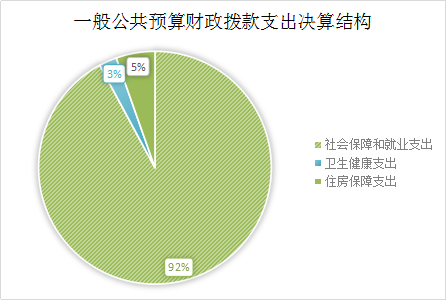 一般公共预算财政拨款支出决算结构
3%
5%
社会保障和就业支出
卫生健康支出
住房保障支出
92%